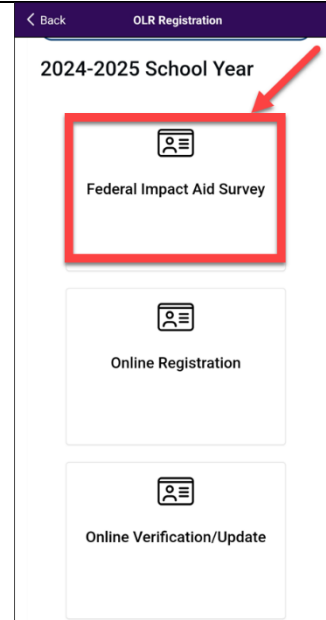 Back OLR Registration
2024-2025 School Year
Federal Impact Aid Survey
Online Registration
Online Verification/Update